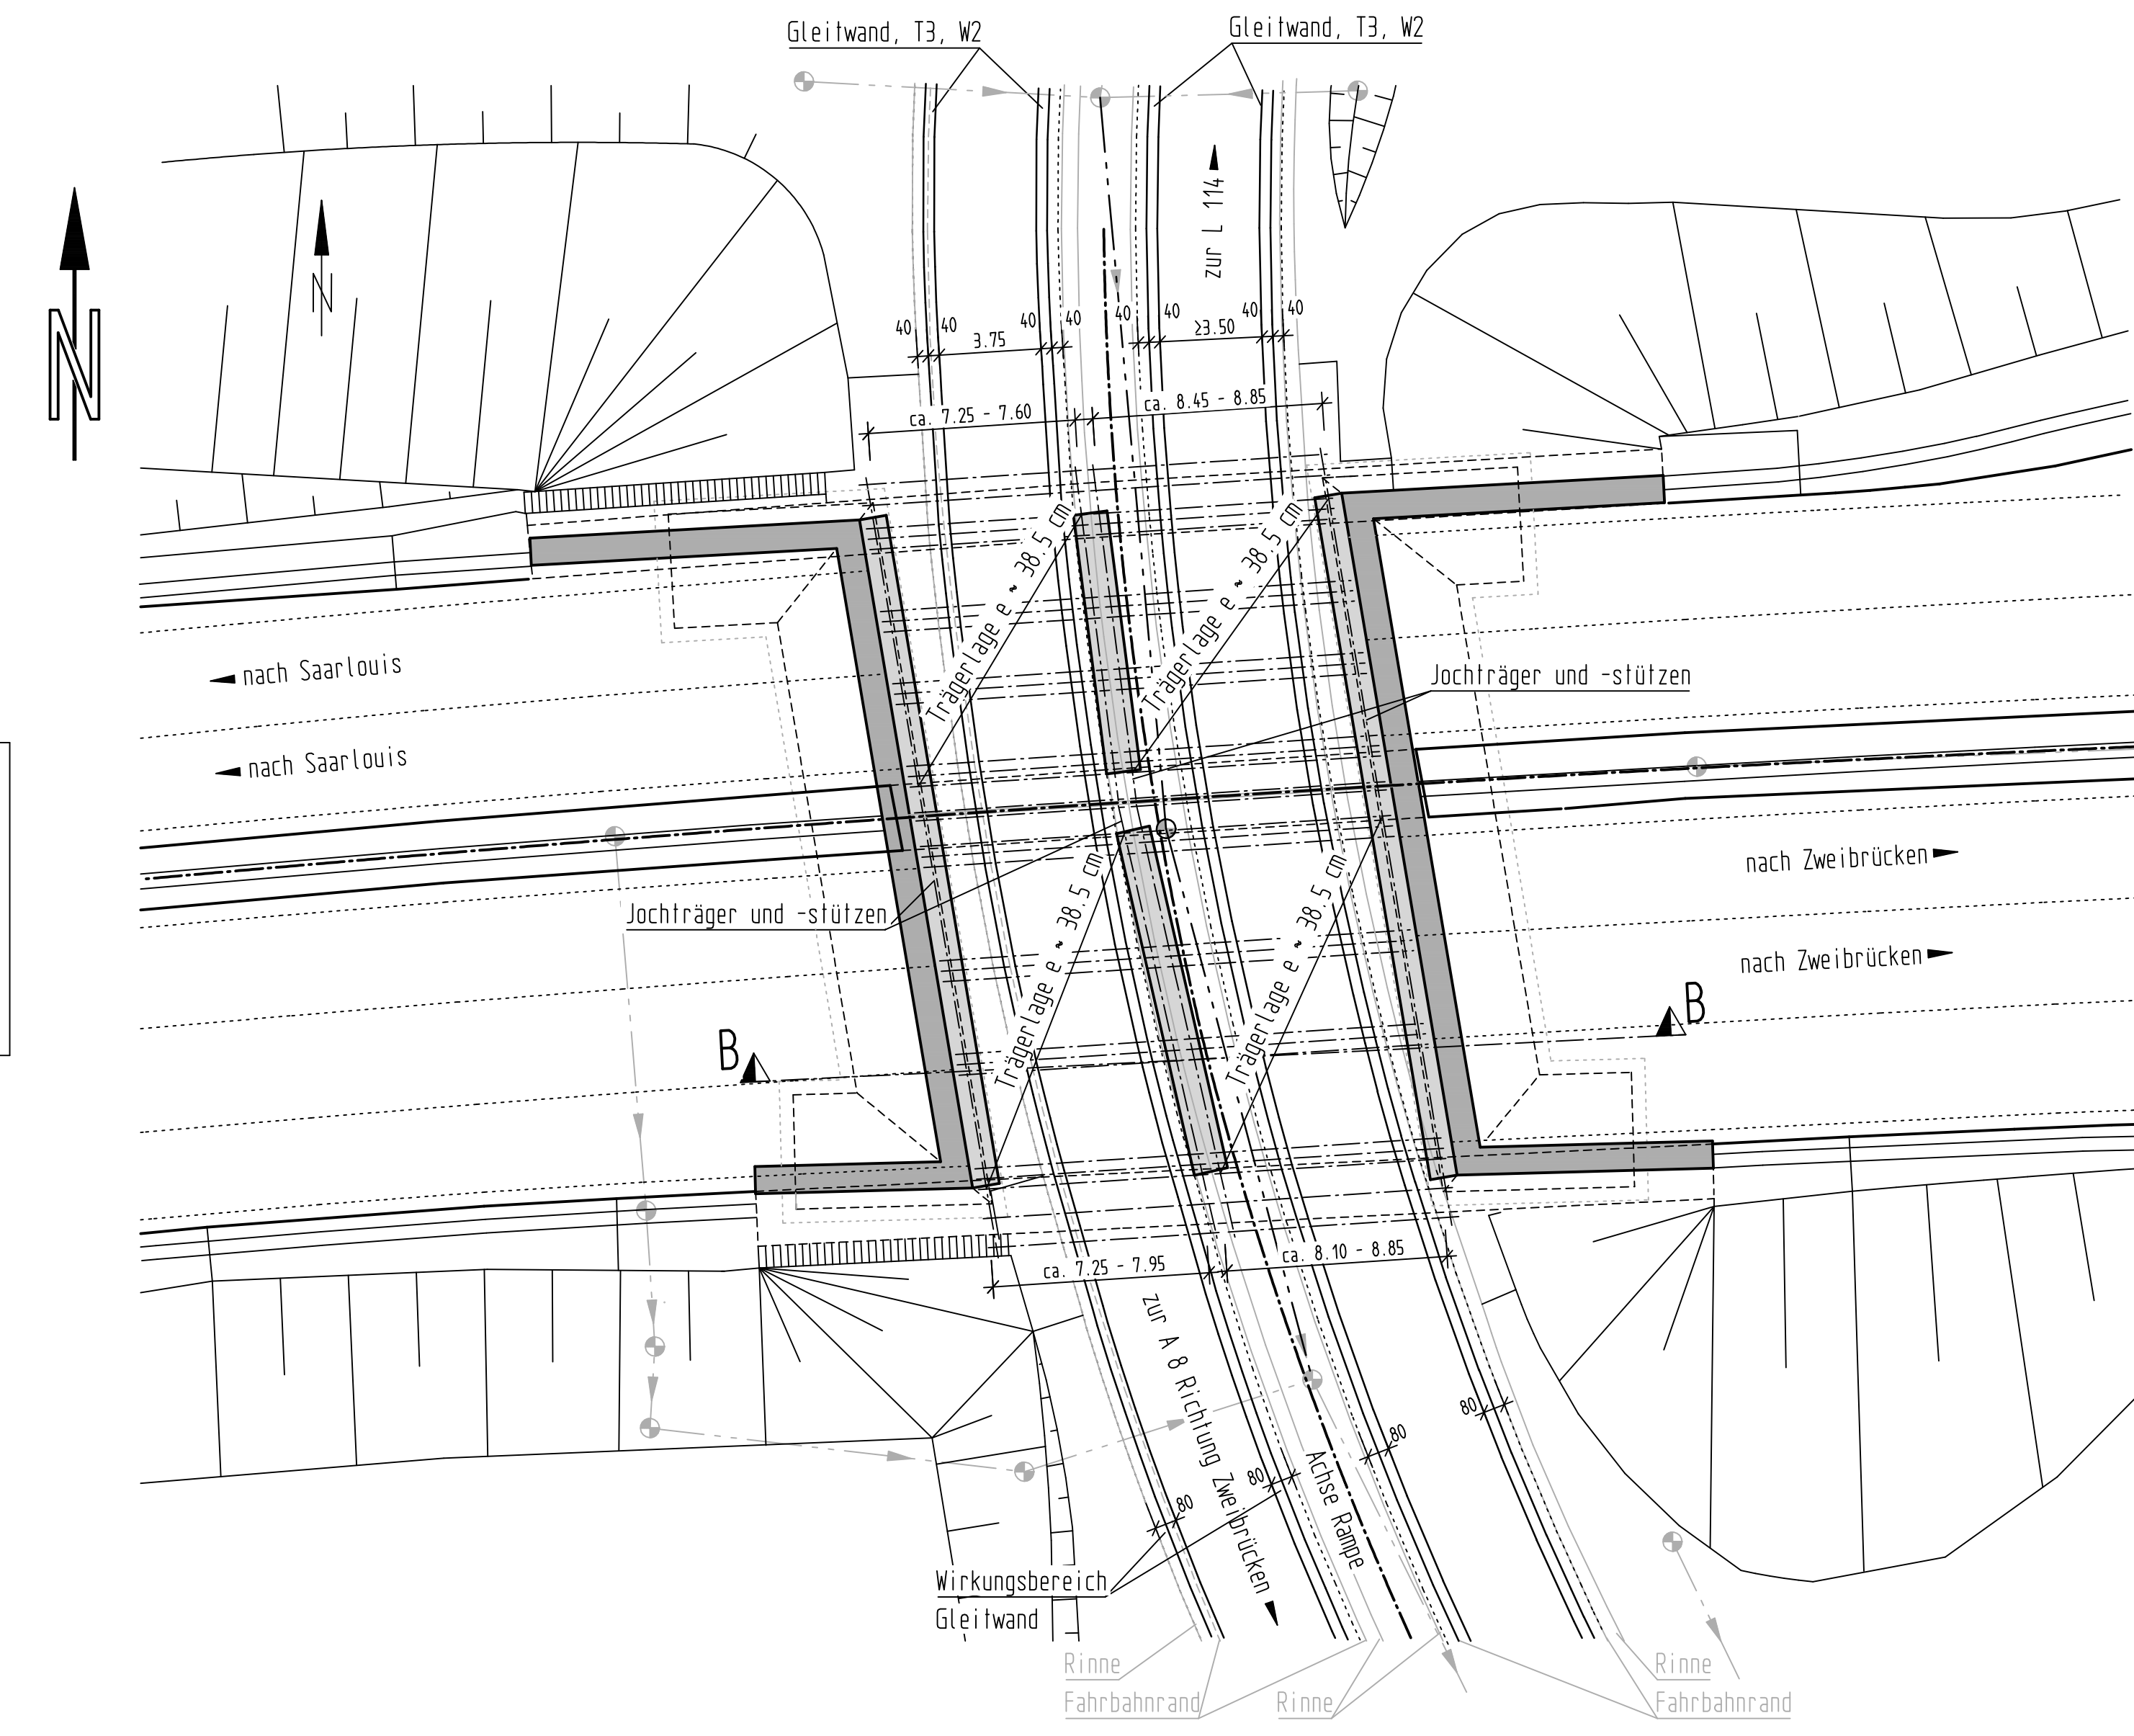 Gleitwand, T3, W2
Gleitwand, T3, W2
zur L 114
N
N
40
40
3.75
40
40
40
40
≥3.50
40
40
ca. 7.25 - 7.60
ca. 8.45 - 8.85
Trägerlage e ~ 38.5 cm
Trägerlage e ~ 38.5 cm
nach Saarlouis
nach Saarlouis
Jochträger und -stützen
Jochträger und -stützen
nach Zweibrücken
nach Zweibrücken
Trägerlage e ~ 38.5 cm
Trägerlage e ~ 38.5 cm
B
B
ca. 7.25 - 7.95
ca. 8.10 - 8.85
zur A 8 Richtung Zweibrücken
Achse Rampe
80
80
80
80
Wirkungsbereich
Gleitwand
Rinne
Fahrbahnrand
Rinne
Rinne
Fahrbahnrand